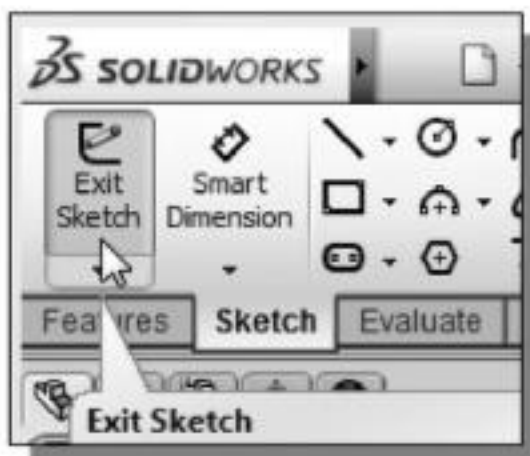 SOLIDWORKS
Exit Sketch
Smart Dimension
Features Sketch Evaluate
Exit Sketch